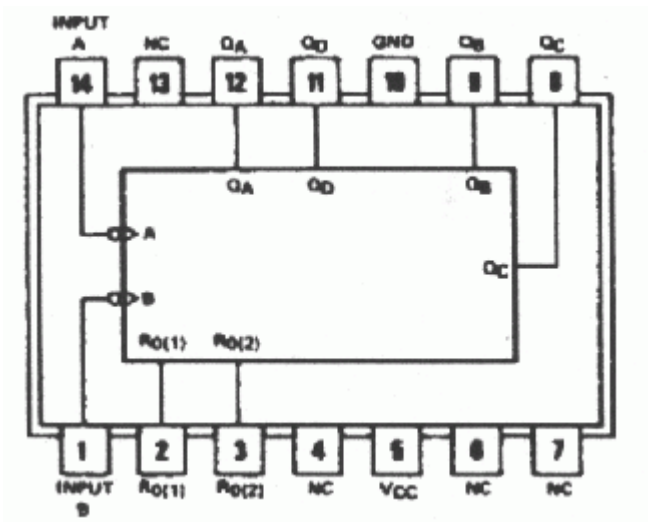 INPUT
A NC QA QD GND QB QC
14 13 12 11 10 9 8
QA QD QB
A
QC
B
R0(1) R0(2)
1 2 3 4 5 6 7
INPUT R0(1) R0(2) NC VCC NC NC
B